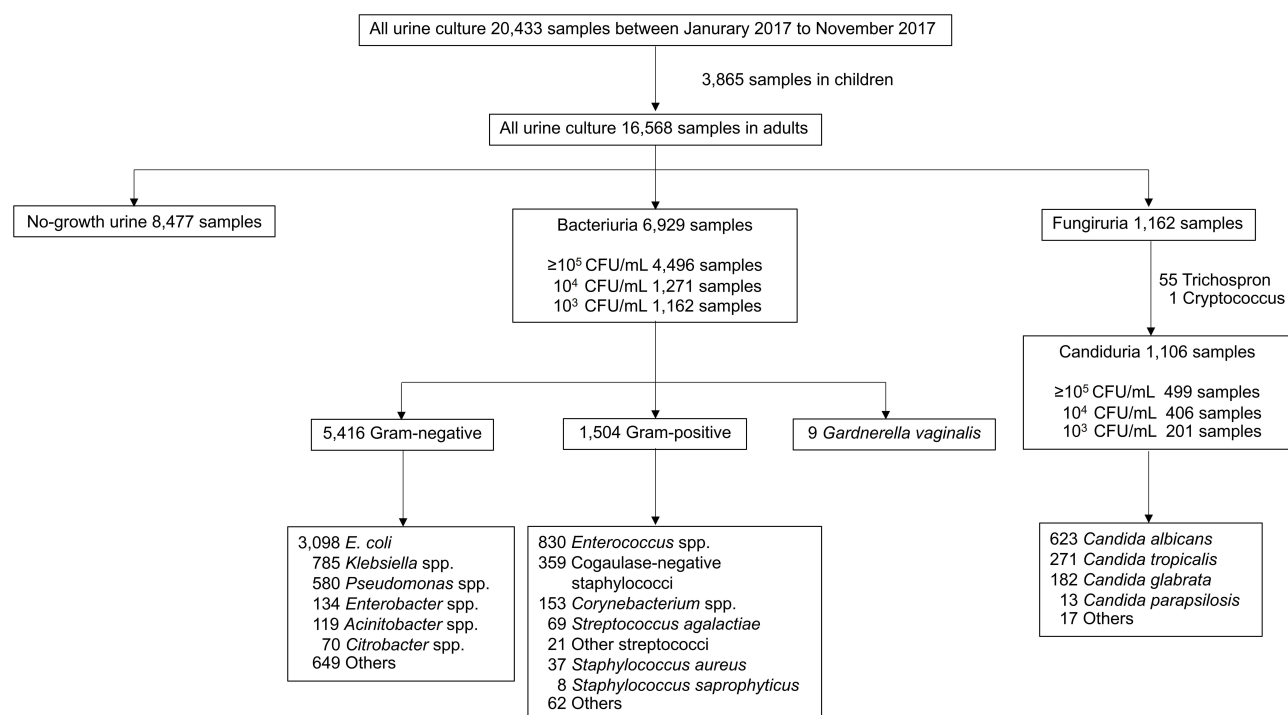 All urine culture 20,433 samples between Janurary 2017 to November 2017
3,865 samples in children
All urine culture 16,568 samples in adults
No-growth urine 8,477 samples
Bacteriuria 6,929 samples
≥10⁵ CFU/mL 4,496 samples
10⁴ CFU/mL 1,271 samples
10³ CFU/mL 1,162 samples
Fungiruria 1,162 samples
55 Trichospron
1 Cryptococcus
Candiduria 1,106 samples
≥10⁵ CFU/mL 499 samples
10⁴ CFU/mL 406 samples
10³ CFU/mL 201 samples
5,416 Gram-negative
1,504 Gram-positive
9 Gardnerella vaginalis
3,098 E. coli
785 Klebsiella spp.
580 Pseudomonas spp.
134 Enterobacter spp.
119 Acinitobacter spp.
70 Citrobacter spp.
649 Others
830 Enterococcus spp.
359 Cogaulase-negative
staphylococci
153 Corynebacterium spp.
69 Streptococcus agalactiae
21 Other streptococci
37 Staphylococcus aureus
8 Staphylococcus saprophyticus
62 Others
623 Candida albicans
271 Candida tropicalis
182 Candida glabrata
13 Candida parapsilosis
17 Others